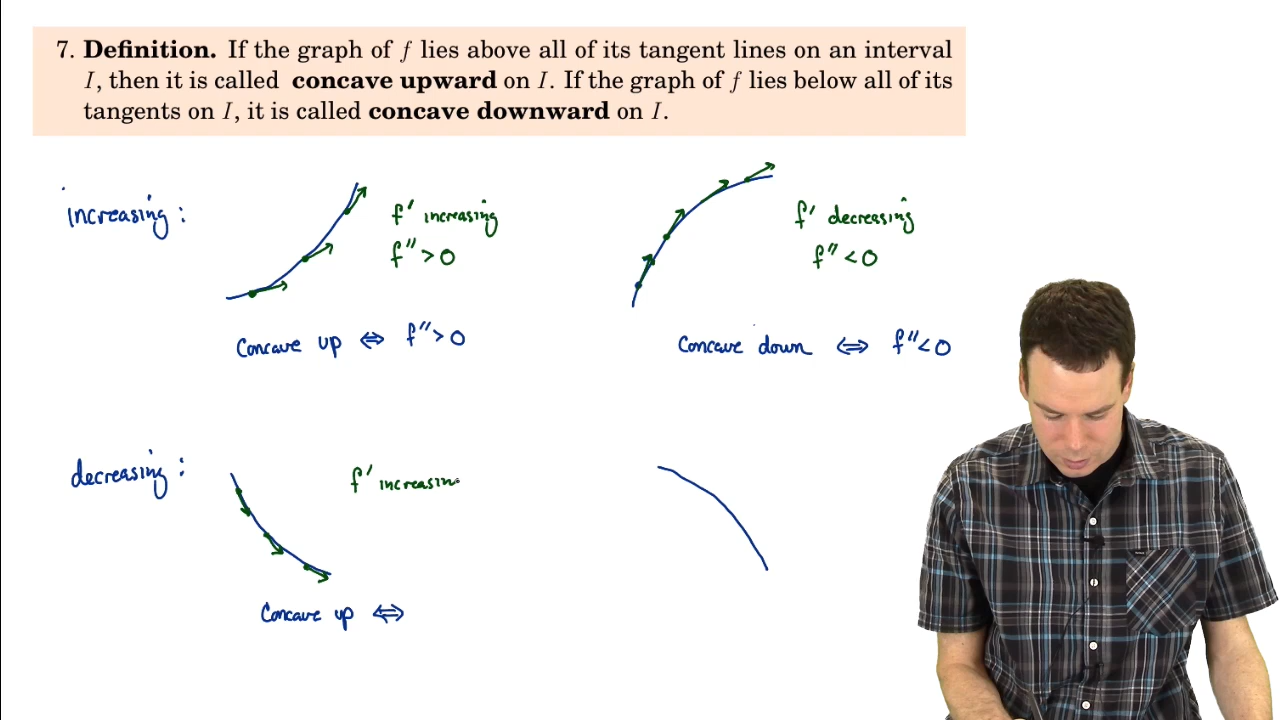 7. Definition. If the graph of f lies above all of its tangent lines on an interval
I, then it is called concave upward on I. If the graph of f lies below all of its
tangents on I, it is called concave downward on I.
increasing:
f' increasing
f'' > 0
f' decreasing
f'' < 0
Concave up ⇔ f'' > 0
Concave down ⇔ f'' < 0
decreasing:
f' increasin
Concave up ⇔